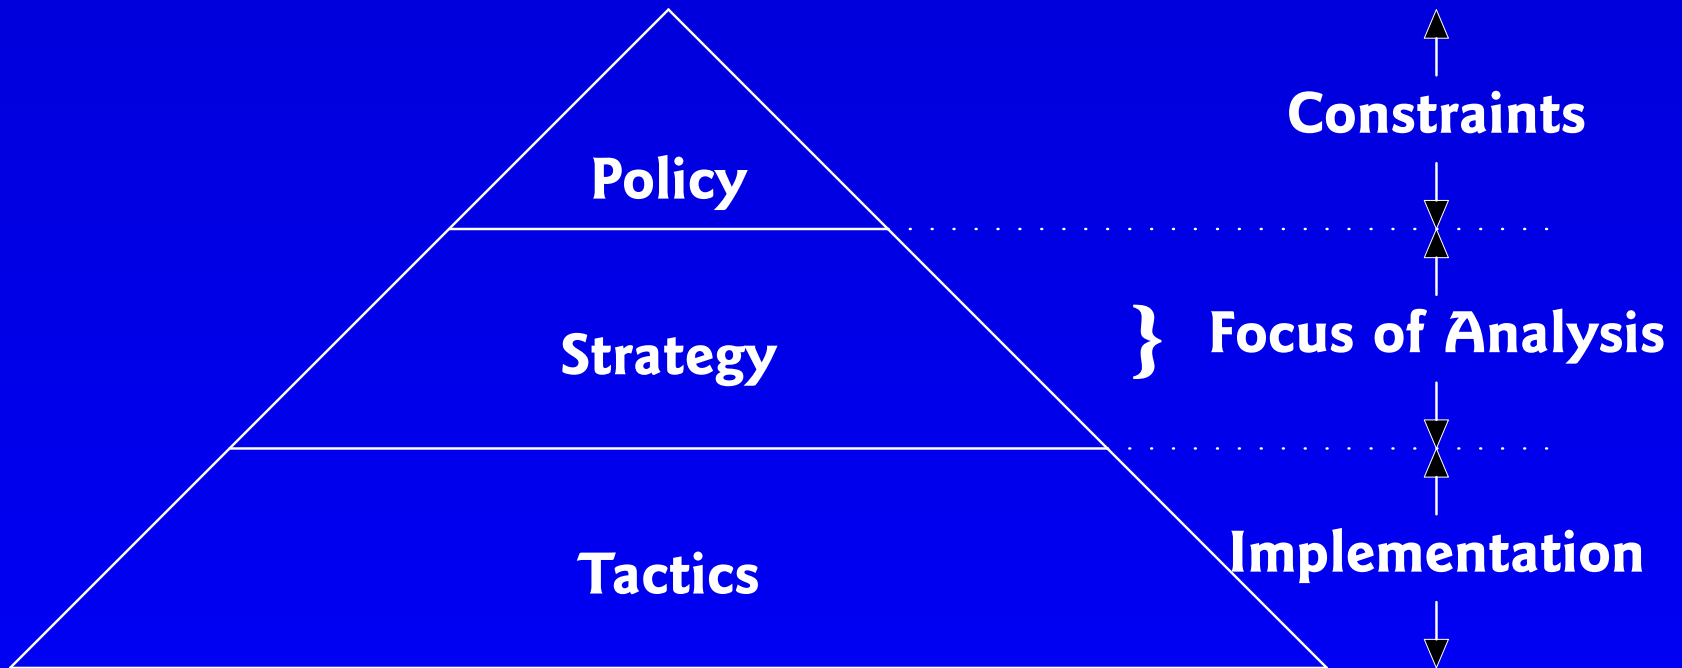 Constraints
Policy
} Focus of Analysis
Strategy
Implementation
Tactics